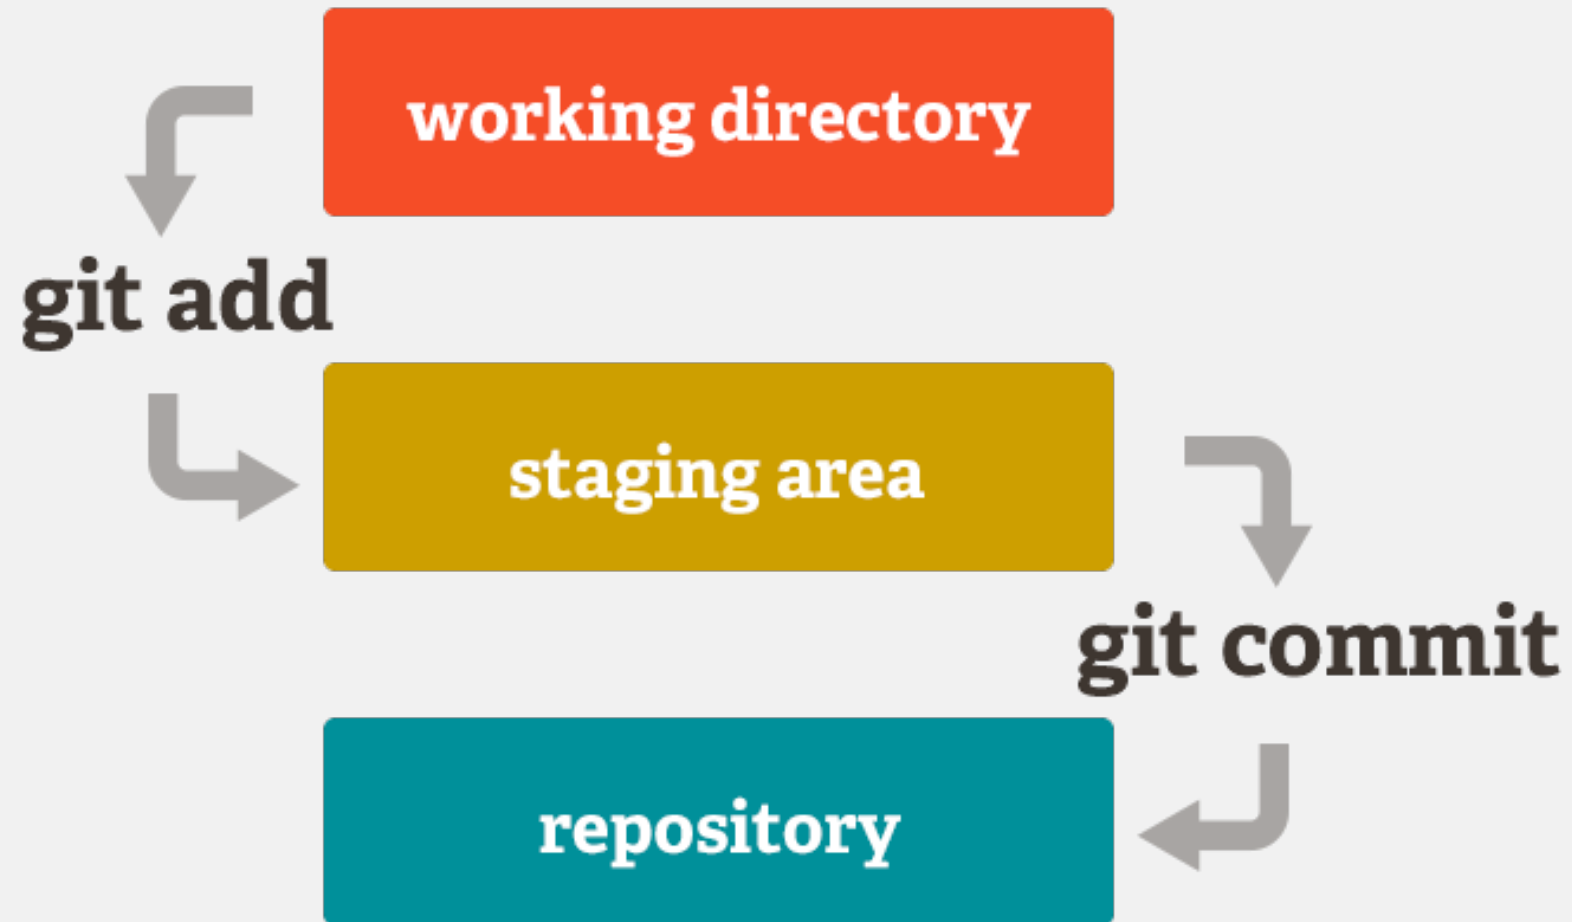 working directory
git add
staging area
git commit
repository